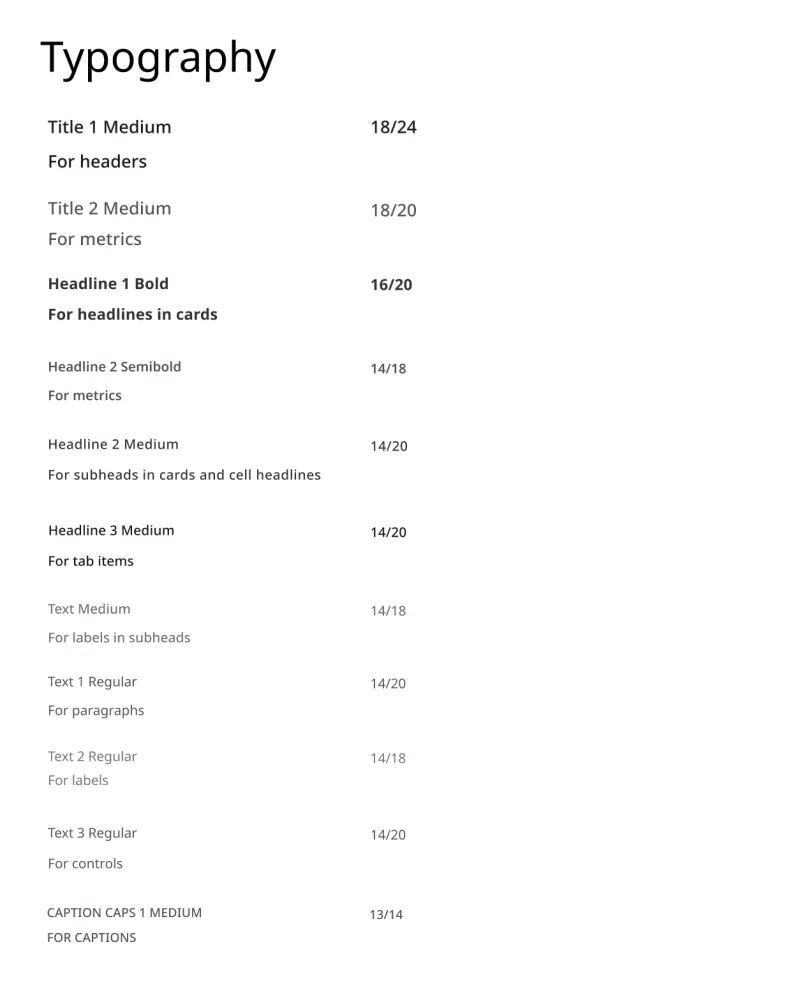 Typography
Title 1 Medium 18/24
For headers
Title 2 Medium 18/20
For metrics
Headline 1 Bold 16/20
For headlines in cards
Headline 2 Semibold 14/18
For metrics
Headline 2 Medium 14/20
For subheads in cards and cell headlines
Headline 3 Medium 14/20
For tab items
Text Medium 14/18
For labels in subheads
Text 1 Regular 14/20
For paragraphs
Text 2 Regular 14/18
For labels
Text 3 Regular 14/20
For controls
CAPTION CAPS 1 MEDIUM 13/14
FOR CAPTIONS